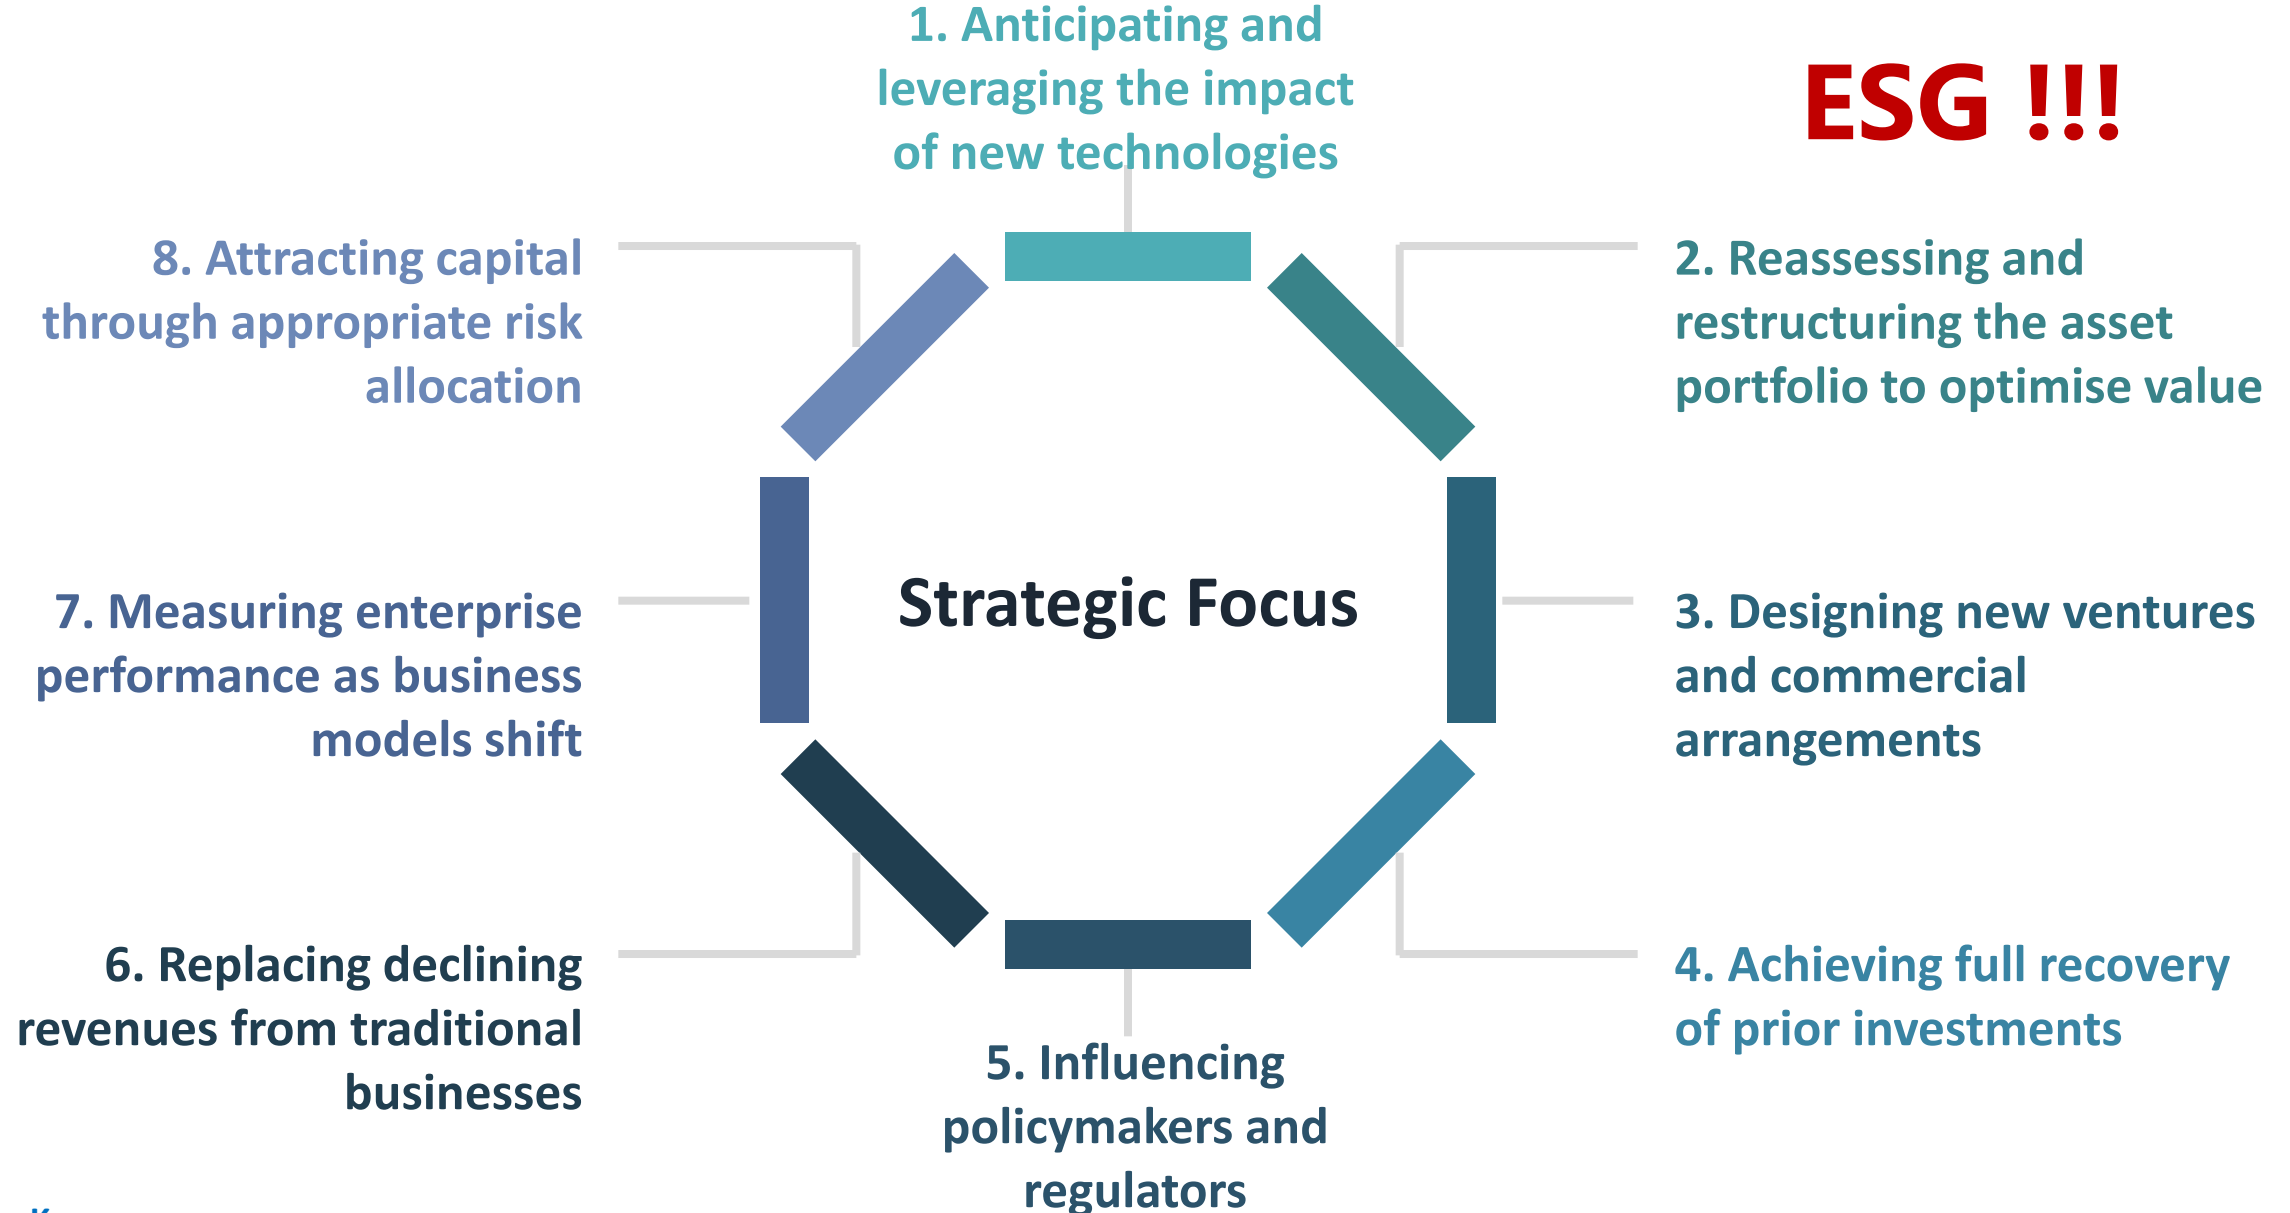 1. Anticipating and
leveraging the impact
of new technologies
ESG !!!
2. Reassessing and
restructuring the asset
portfolio to optimise value
3. Designing new ventures
and commercial
arrangements
4. Achieving full recovery
of prior investments
5. Influencing
policymakers and
regulators
6. Replacing declining
revenues from traditional
businesses
7. Measuring enterprise
performance as business
models shift
8. Attracting capital
through appropriate risk
allocation
Strategic Focus